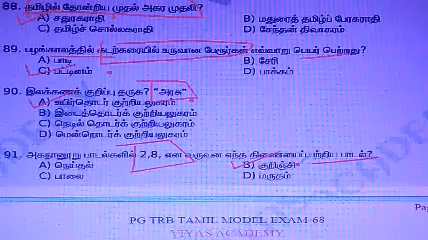 88. தமிழில் தோன்றிய முதல் அகர முதலி?
A) சதுரகராதி B) மதுரைத் தமிழ்ப் பேரகராதி
C) தமிழ்ச் சொல்லகராதி D) சேந்தன் திவாகரம்
89. பழங்காலத்தில் கடற்கரையில் உருவான பேரூர்கள் எவ்வாறு பெயர் பெற்றது?
A) பாடி B) சேரி
C) பட்டினம் D) பாக்கம்
90. இலக்கணக் குறிப்பு தருக? "அரசு"
A) உயிர்தொடர் குற்றியலுகரம்
B) இடைத்தொடர்க் குற்றியலுகரம்
C) நெடில் தொடர்க் குற்றியலுகரம்
D) மென்றொடர்க் குற்றியலுகரம்
91. அகநானூறு பாடல்களில் 2,8, என வருவன எந்த திணையைப்பற்றிய பாடல்?
A) நெய்தல் B) குறிஞ்சி
C) பாலை D) மருதம்
Pa
PG TRB TAMIL MODEL EXAM-68
VIYAS ACADEMY